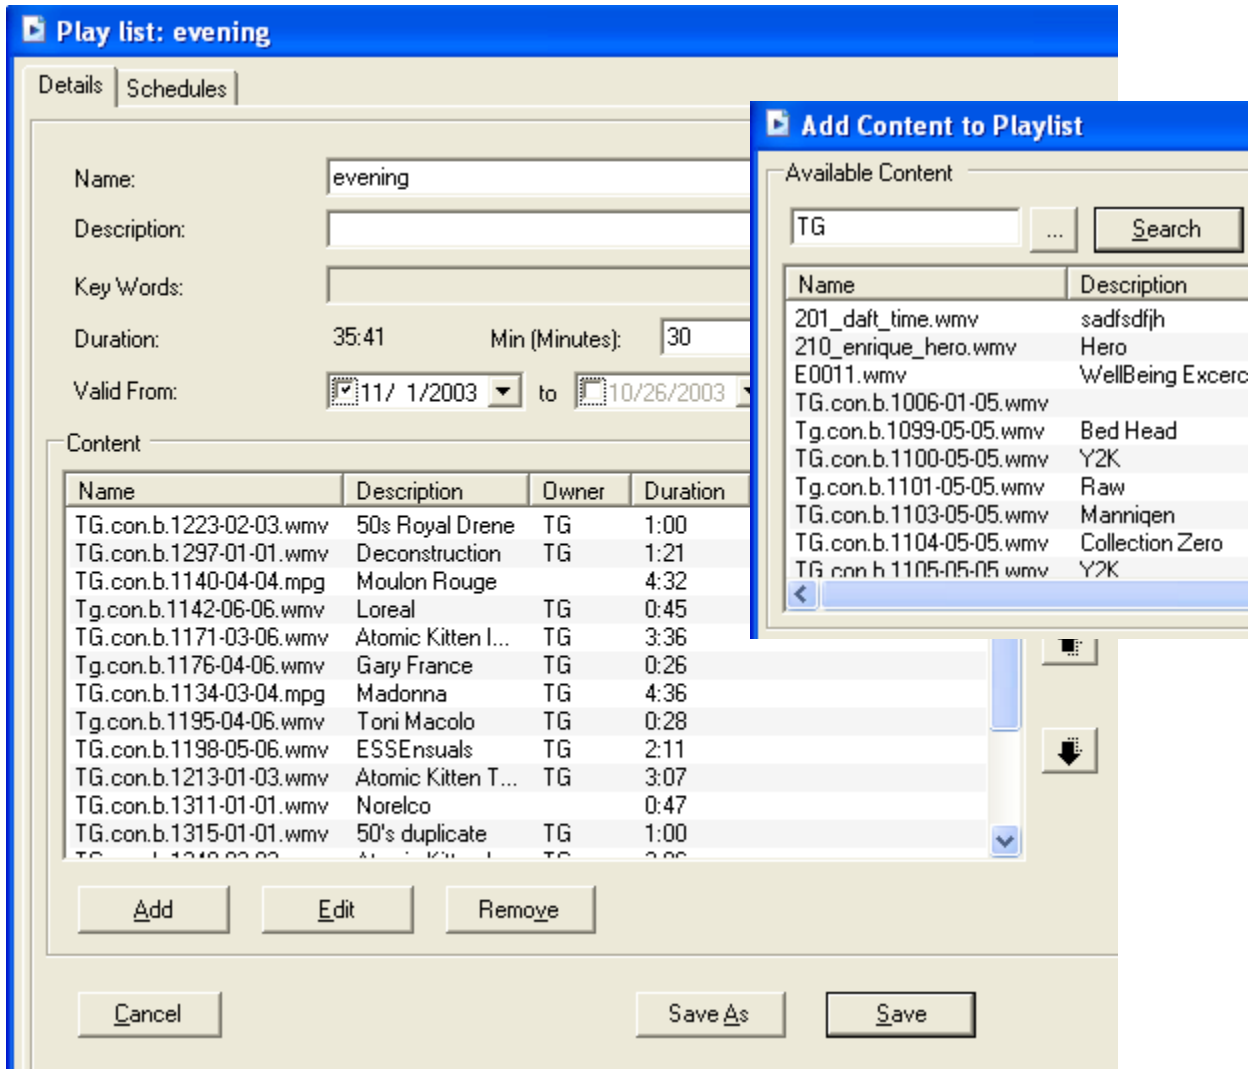 Play list: evening
Details Schedules
Name: evening
Description:
Key Words:
Duration: 35:41 Min (Minutes): 30
Valid From: 11/ 1/2003 to 10/26/2003
Content
Name Description Owner Duration
TG.con.b.1223-02-03.wmv 50s Royal Drene TG 1:00
TG.con.b.1297-01-01.wmv Deconstruction TG 1:21
TG.con.b.1140-04-04.mpg Moulon Rouge 4:32
Tg.con.b.1142-06-06.wmv Loreal TG 0:45
TG.con.b.1171-03-06.wmv Atomic Kitten I... TG 3:36
Tg.con.b.1176-04-06.wmv Gary France TG 0:26
TG.con.b.1134-03-04.mpg Madonna TG 4:36
Tg.con.b.1195-04-06.wmv Toni Macolo TG 0:28
TG.con.b.1198-05-06.wmv ESSEnsuals TG 2:11
TG.con.b.1213-01-03.wmv Atomic Kitten T... TG 3:07
TG.con.b.1311-01-01.wmv Norelco 0:47
TG.con.b.1315-01-01.wmv 50's duplicate TG 1:00
Add Edit Remove
Cancel Save As Save
Add Content to Playlist
Available Content
TG ... Search
Name Description
201_daft_time.wmv sadfsdfjh
210_enrique_hero.wmv Hero
E0011.wmv WellBeing Excerc
TG.con.b.1006-01-05.wmv
Tg.con.b.1099-05-05.wmv Bed Head
TG.con.b.1100-05-05.wmv Y2K
Tg.con.b.1101-05-05.wmv Raw
TG.con.b.1103-05-05.wmv Manniqen
TG.con.b.1104-05-05.wmv Collection Zero
TG.con.b.1105-05-05.wmv Y2K